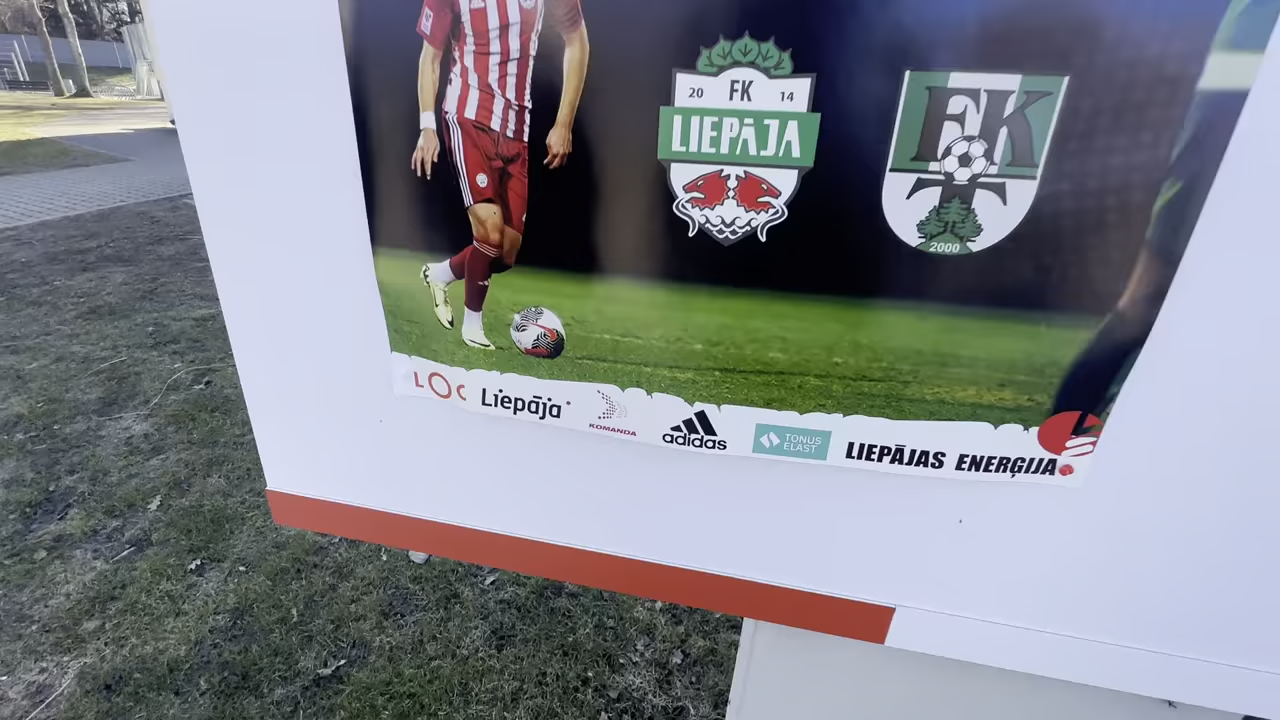 20 FK 14
LIEPĀJA
FK
T
2000
LOC
Liepāja
KOMANDA
adidas
TONUS
ELAST
LIEPĀJAS ENERĢIJA